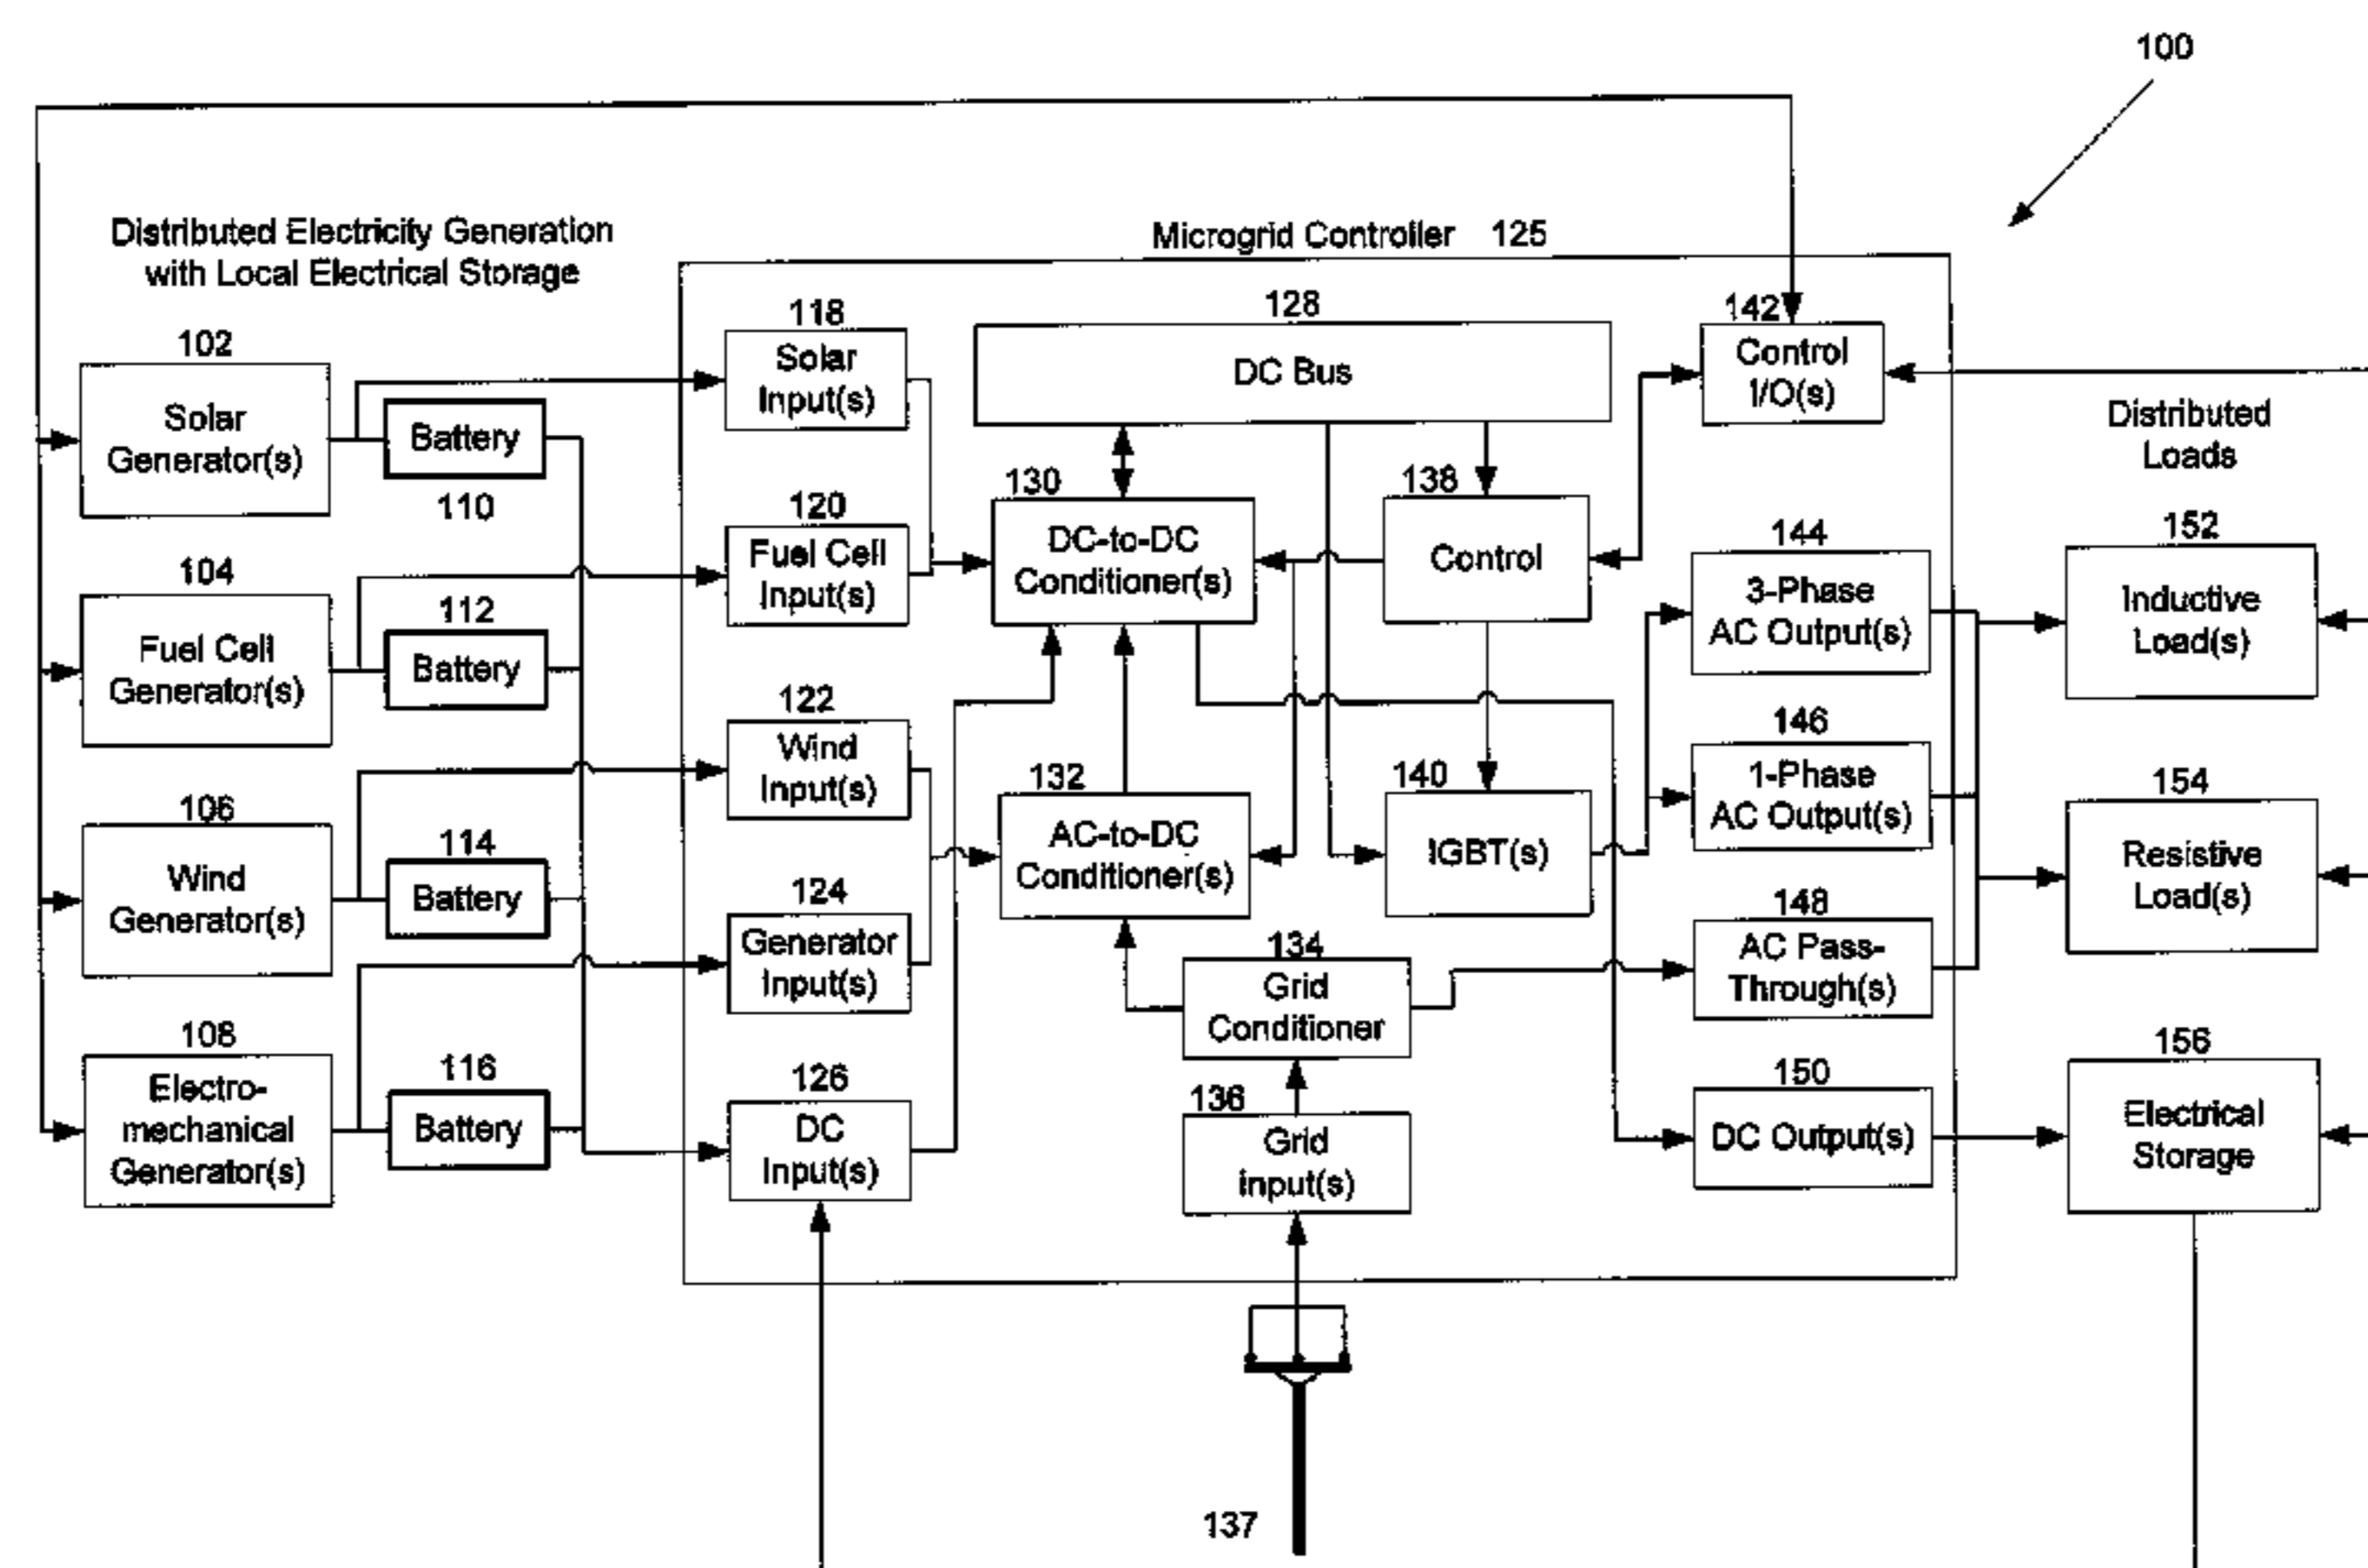 100
Distributed Electricity Generation
with Local Electrical Storage
Microgrid Controller 125
102
Solar
Generator(s)
Battery
110
104
Fuel Cell
Generator(s)
112
Battery
106
Wind
Generator(s)
114
Battery
108
Electro-
mechanical
Generator(s)
116
Battery
118
Solar
Input(s)
120
Fuel Cell
Input(s)
122
Wind
Input(s)
124
Generator
Input(s)
126
DC
Input(s)
128
DC Bus
130
DC-to-DC
Conditioner(s)
132
AC-to-DC
Conditioner(s)
134
Grid
Conditioner
136
Grid
input(s)
137
138
Control
140
IGBT(s)
142
Control
I/O(s)
144
3-Phase
AC Output(s)
146
1-Phase
AC Output(s)
148
AC Pass-
Through(s)
150
DC Output(s)
Distributed
Loads
152
Inductive
Load(s)
154
Resistive
Load(s)
156
Electrical
Storage